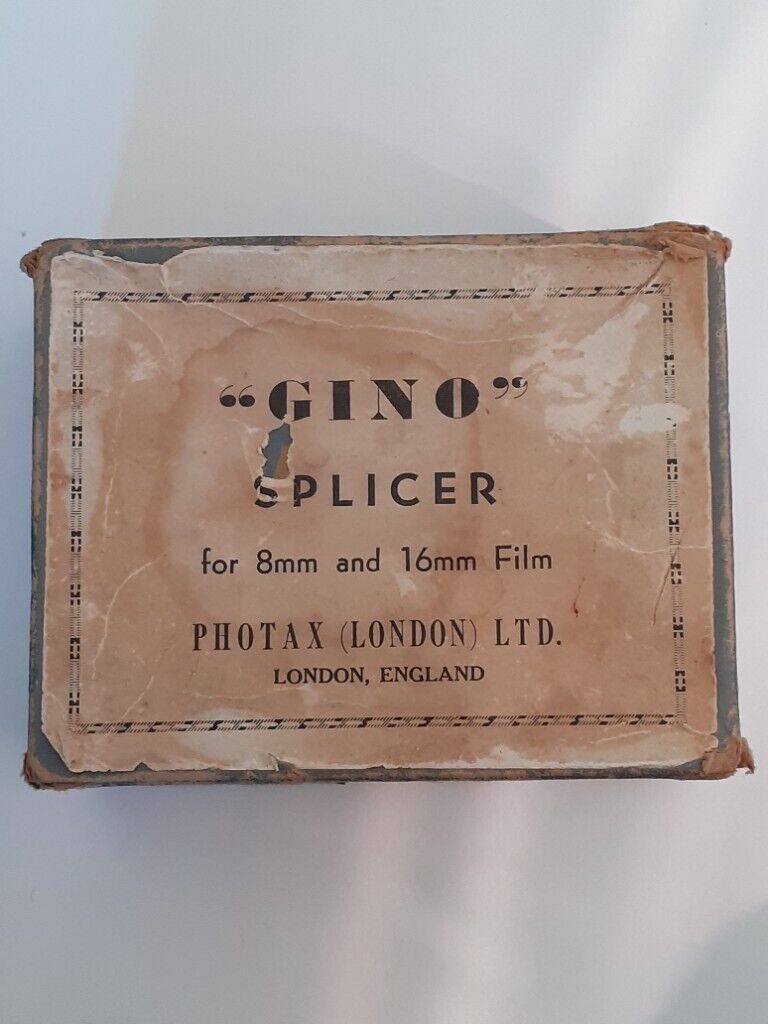 “GINO”
SPLICER
for 8mm and 16mm Film
PHOTAX (LONDON) LTD.
LONDON, ENGLAND